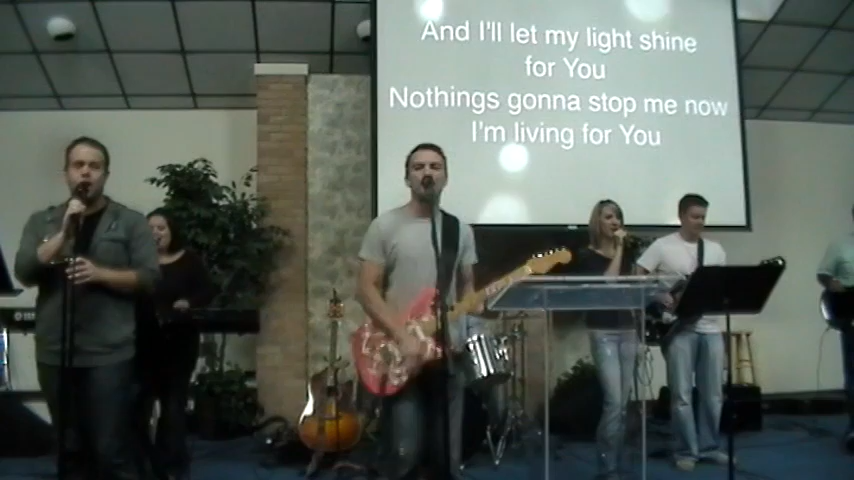 And I'll let my light shine
for You
Nothings gonna stop me now
I'm living for You